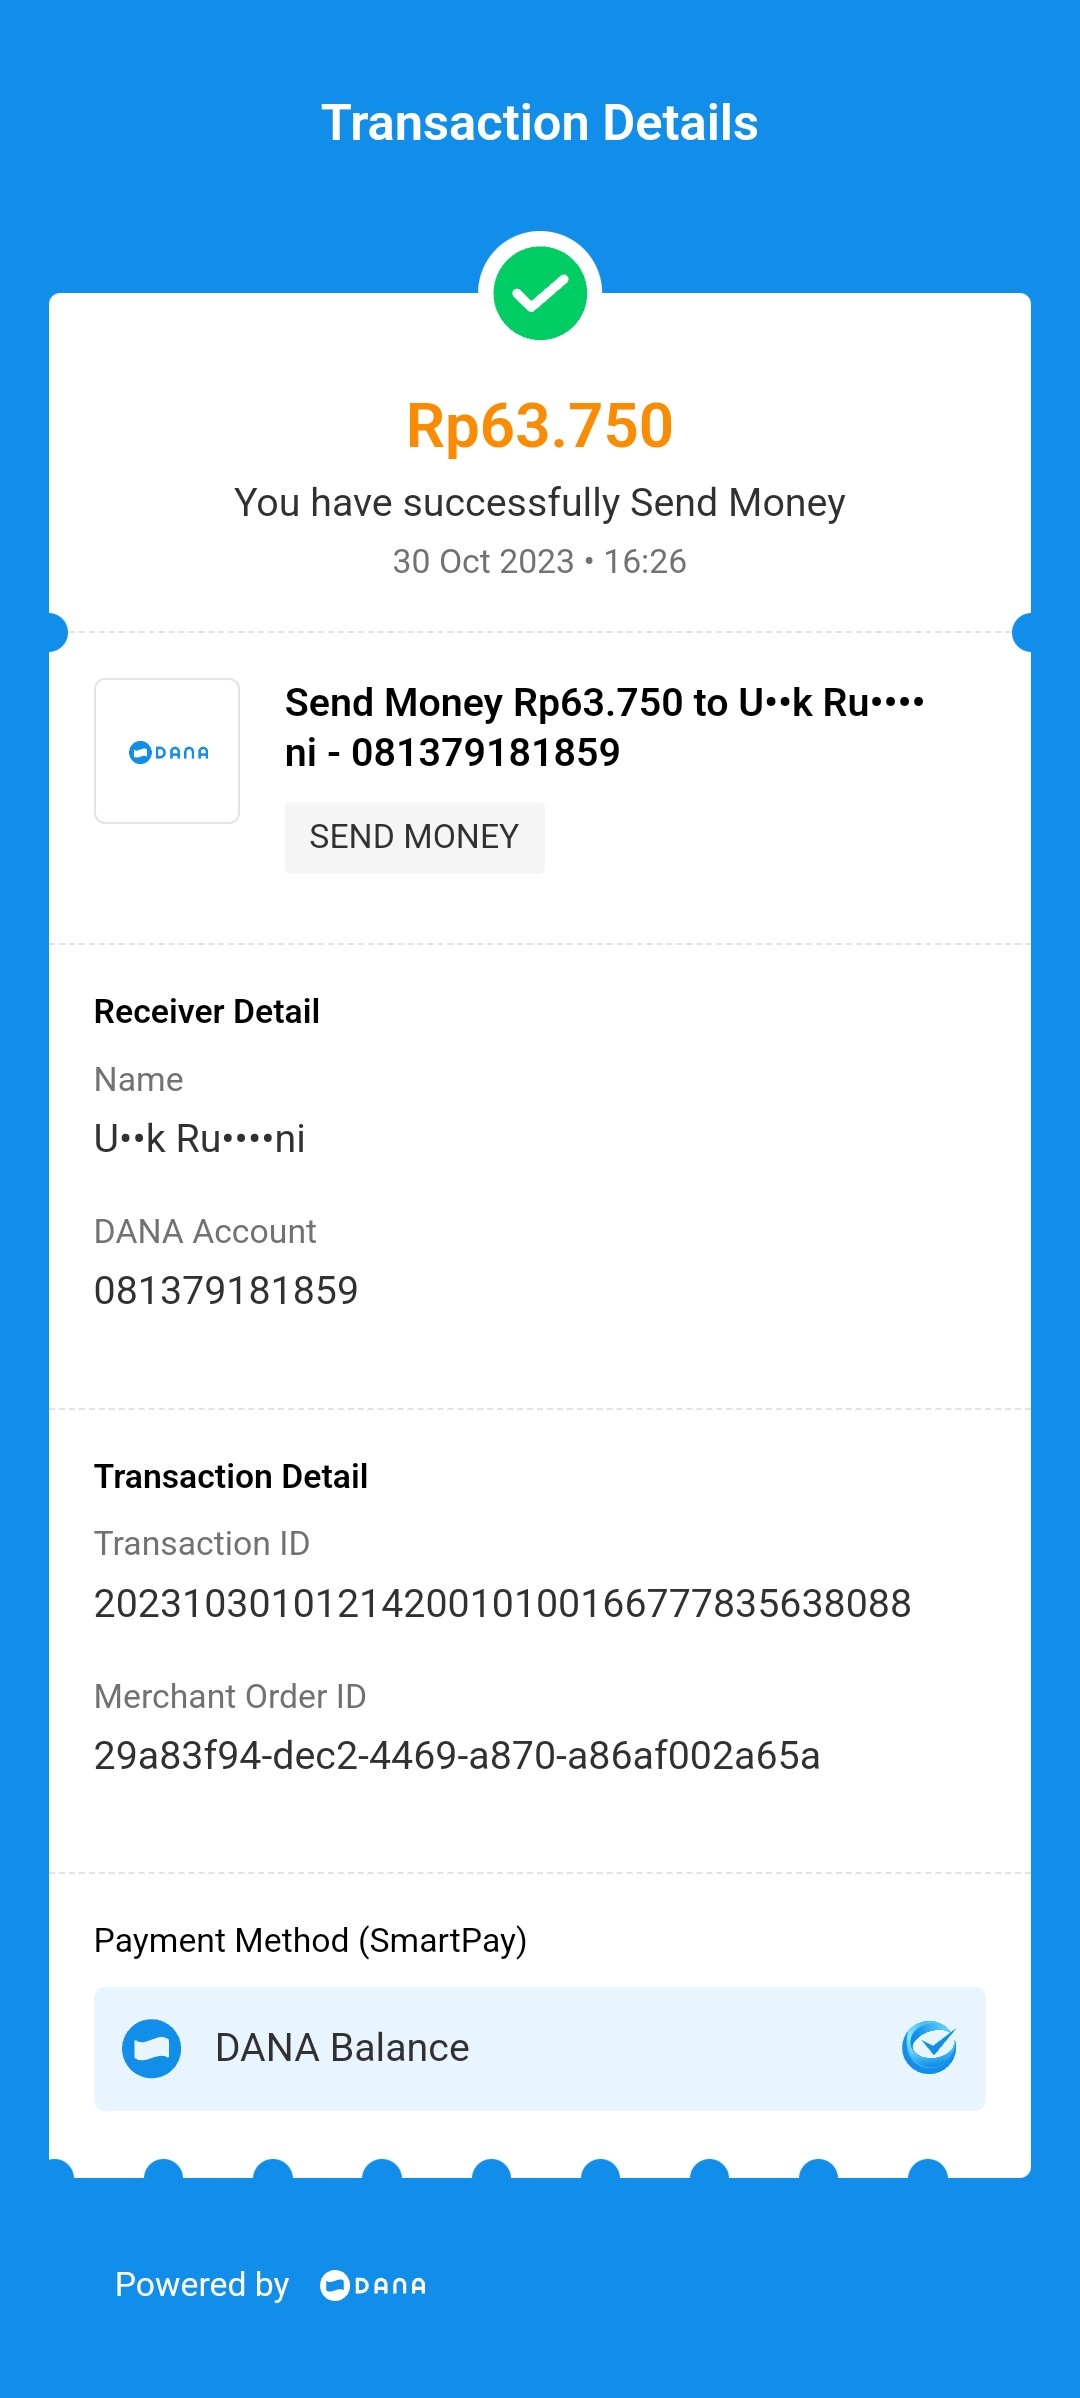 Transaction Details
Rp63.750
You have successfully Send Money
30 Oct 2023 • 16:26
DANA
Send Money Rp63.750 to U••k Ru••••
ni - 081379181859
SEND MONEY
Receiver Detail
Name
U••k Ru••••ni
DANA Account
081379181859
Transaction Detail
Transaction ID
2023103010121420010100166777835638088
Merchant Order ID
29a83f94-dec2-4469-a870-a86af002a65a
Payment Method (SmartPay)
DANA Balance
Powered by DANA